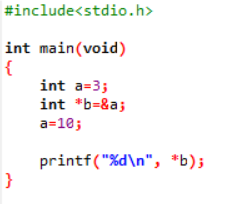 #include<stdio.h>
int main(void)
{
int a=3;
int *b=&a;
a=10;
printf("%d\n", *b);
}